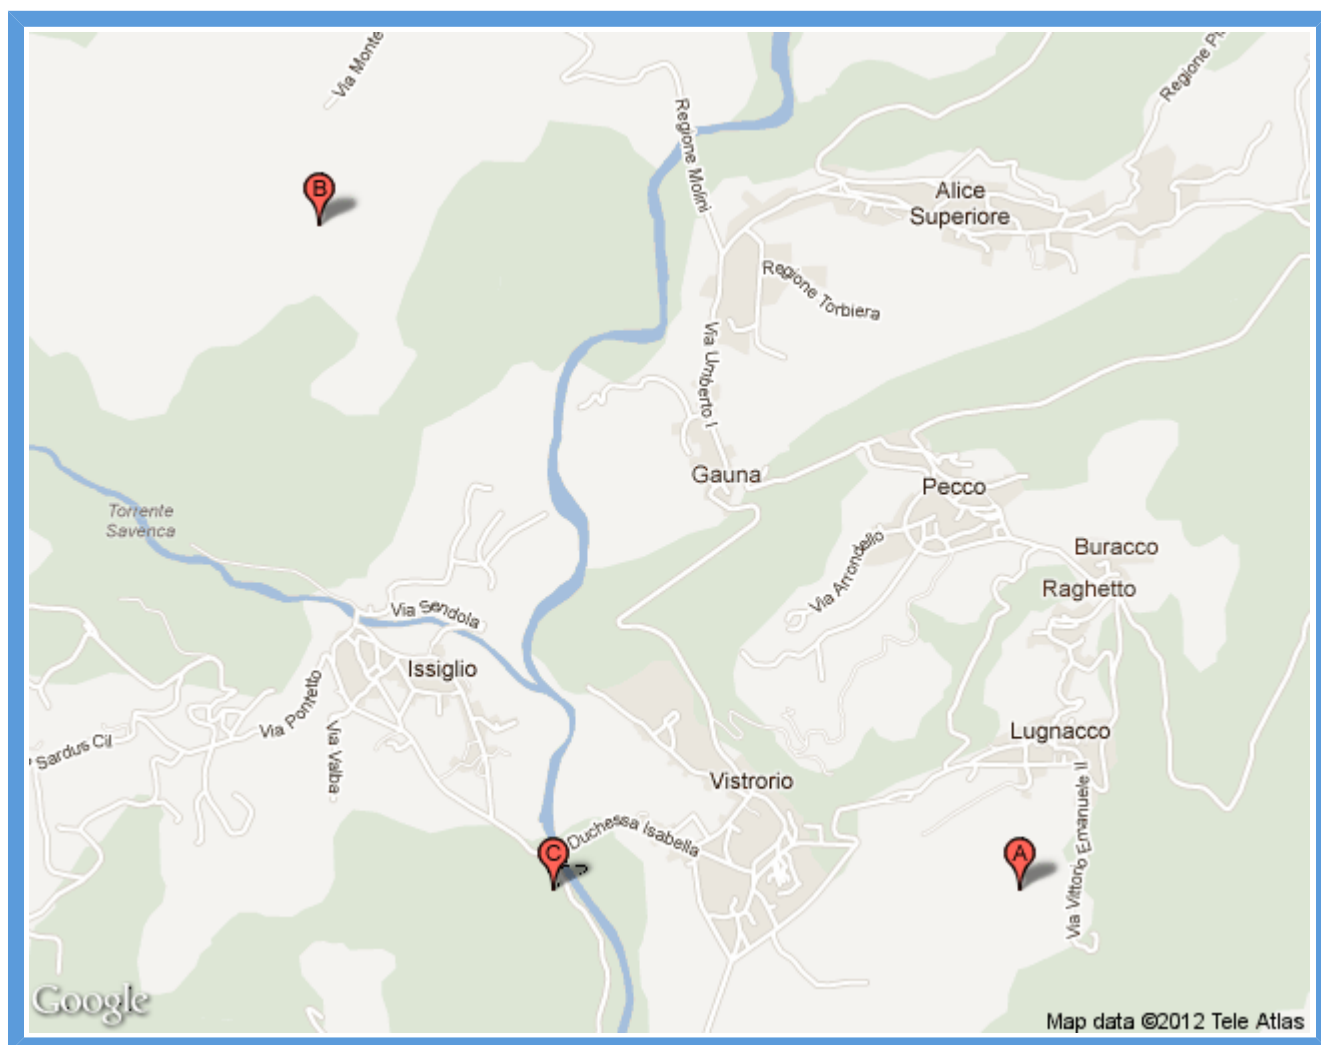 Via Monte
Regione Pi
Regione Molini
B
Alice
Superiore
Regione Torbiera
Via Umberto I
Gauna
Pecco
Torrente
Savenca
Via Arrondello
Buracco
Raghetto
Via Sendola
Issiglio
Via Pontetto
Via Valba
Sardus Cil
Lugnacco
Vistrorio
Via Vittorio Emanuele II
Duchessa Isabella
C
A
Google
Map data ©2012 Tele Atlas